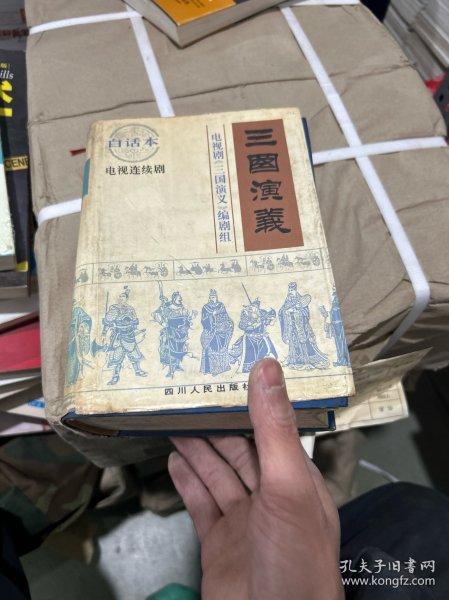 白话本
电视连续剧
三國演義
电视剧《三国演义》编剧组
四川人民出版社
ills
孔夫子旧书网
www.kongfz.com